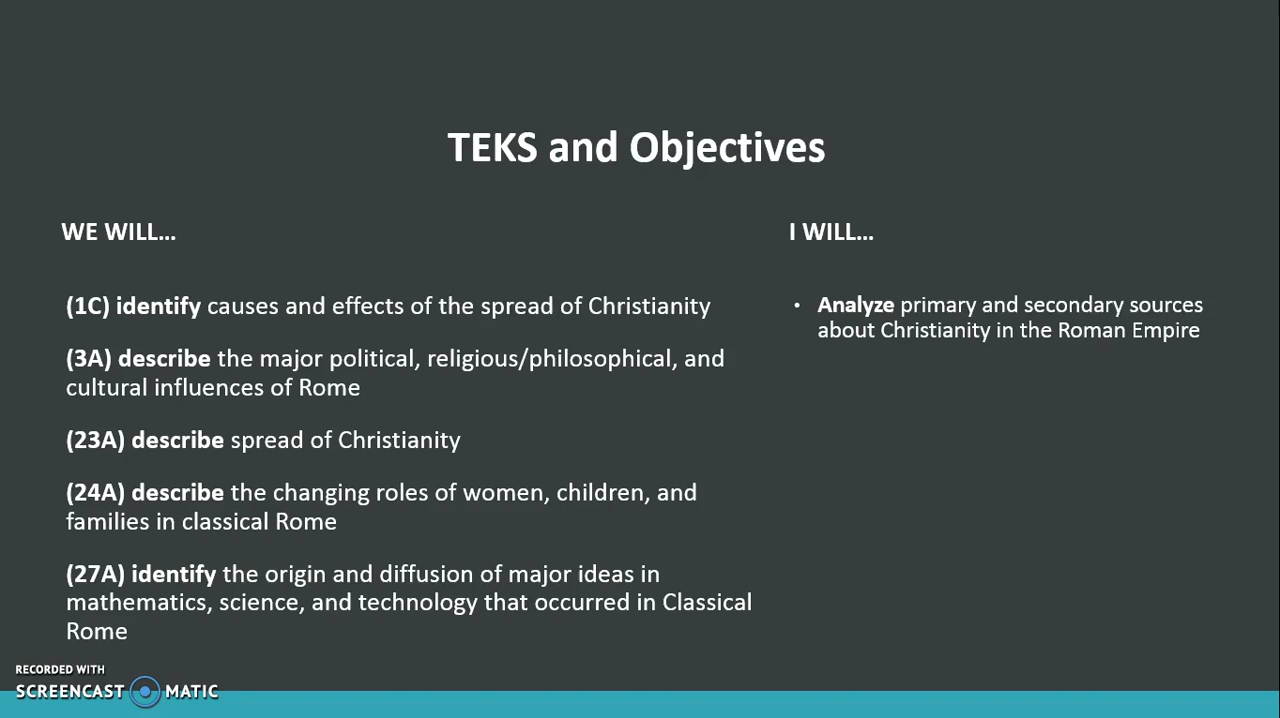 TEKS and Objectives
WE WILL...
(1C) identify causes and effects of the spread of Christianity
(3A) describe the major political, religious/philosophical, and
cultural influences of Rome
(23A) describe spread of Christianity
(24A) describe the changing roles of women, children, and
families in classical Rome
(27A) identify the origin and diffusion of major ideas in
mathematics, science, and technology that occurred in Classical
Rome
I WILL...
• Analyze primary and secondary sources
about Christianity in the Roman Empire
RECORDED WITH
SCREENCAST MATIC